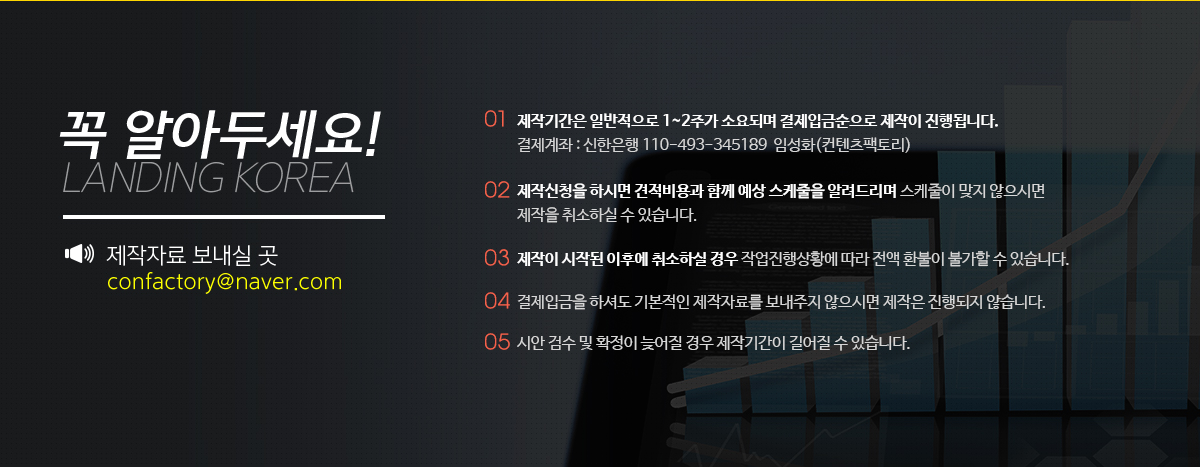 꼭 알아두세요!
LANDING KOREA
제작자료 보내실 곳
confactory@naver.com
01 제작기간은 일반적으로 1~2주가 소요되며 결제입금순으로 제작이 진행됩니다.
결제계좌 : 신한은행 110-493-345189 임성화(컨텐츠팩토리)
02 제작신청을 하시면 견적비용과 함께 예상 스케줄을 알려드리며 스케줄이 맞지 않으시면
제작을 취소하실 수 있습니다.
03 제작이 시작된 이후에 취소하실 경우 작업진행상황에 따라 전액 환불이 불가할 수 있습니다.
04 결제입금을 하셔도 기본적인 제작자료를 보내주지 않으시면 제작은 진행되지 않습니다.
05 시안 검수 및 확정이 늦어질 경우 제작기간이 길어질 수 있습니다.